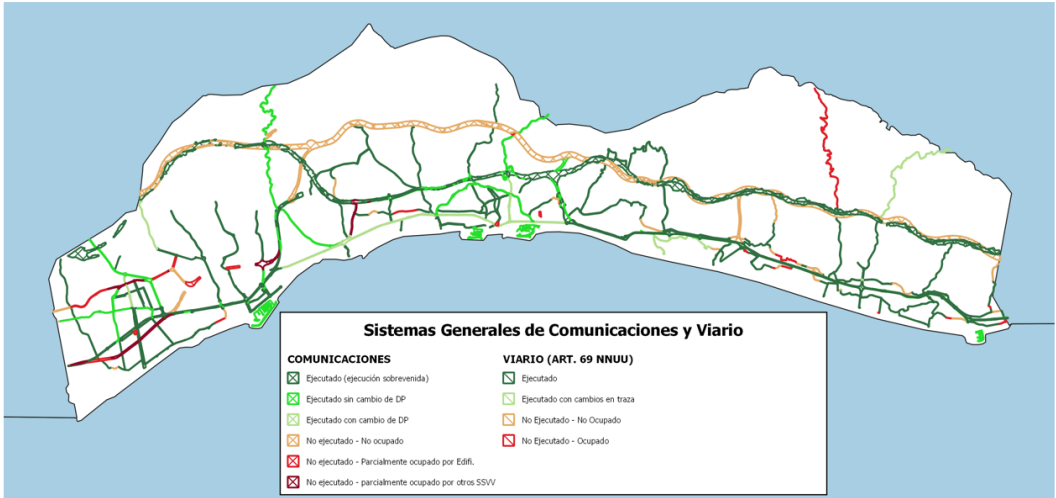 Sistemas Generales de Comunicaciones y Viario
COMUNICACIONES
Ejecutado (ejecución sobrevenida)
Ejecutado sin cambio de DP
Ejecutado con cambio de DP
No ejecutado - No ocupado
No ejecutado - Parcialmente ocupado por Edifi.
No ejecutado - parcialmente ocupado por otros SSVV
VIARIO (ART. 69 NNUU)
Ejecutado
Ejecutado con cambios en traza
No Ejecutado - No Ocupado
No Ejecutado - Ocupado